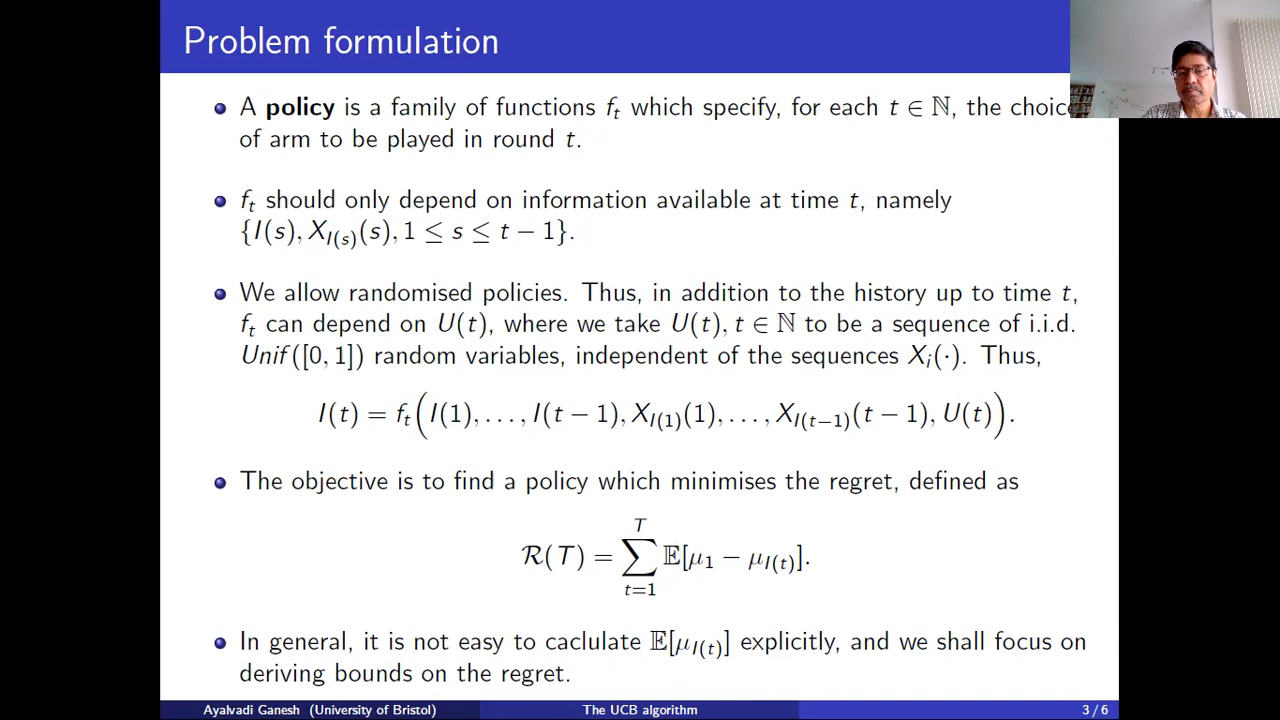 Problem formulation
A policy is a family of functions f_t which specify, for each t ∈ ℕ, the choic
of arm to be played in round t.
f_t should only depend on information available at time t, namely
{I(s), X_{I(s)}(s), 1 ≤ s ≤ t − 1}.
We allow randomised policies. Thus, in addition to the history up to time t,
f_t can depend on U(t), where we take U(t), t ∈ ℕ to be a sequence of i.i.d.
Unif([0, 1]) random variables, independent of the sequences X_i(·). Thus,
I(t) = f_t(I(1), . . . , I(t − 1), X_{I(1)}(1), . . . , X_{I(t−1)}(t − 1), U(t)).
The objective is to find a policy which minimises the regret, defined as
R(T) = ∑_{t=1}^{T} 𝔼[μ_1 − μ_{I(t)}].
In general, it is not easy to caclulate 𝔼[μ_{I(t)}] explicitly, and we shall focus on
deriving bounds on the regret.
Ayalvadi Ganesh (University of Bristol) The UCB algorithm 3 / 6